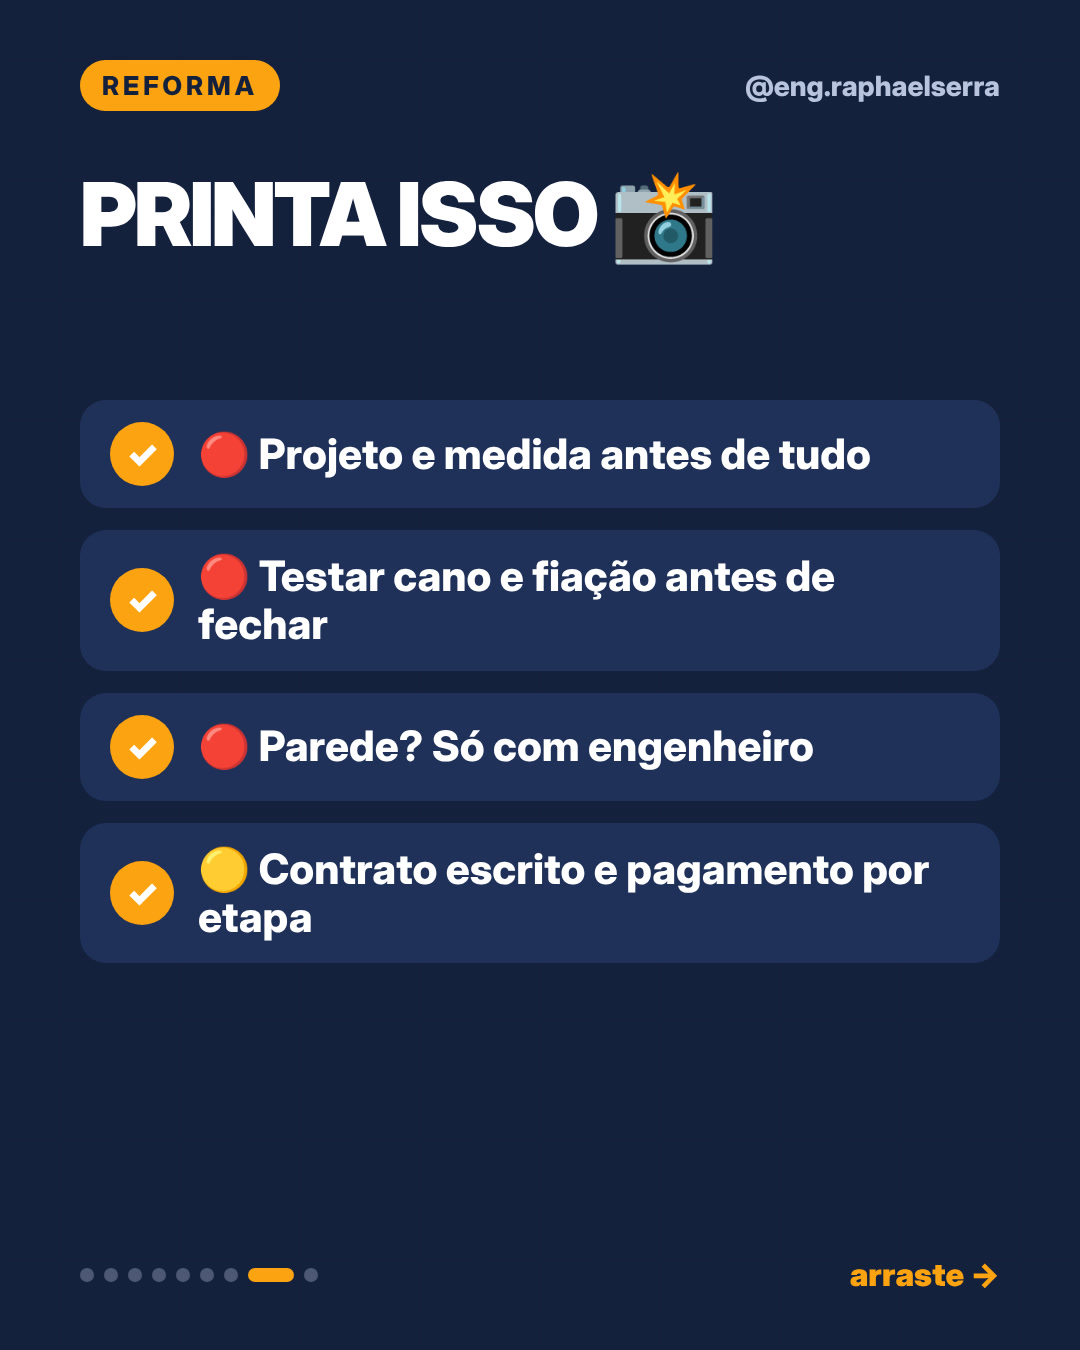 REFORMA
@eng.raphaelserra
PRINTA ISSO 📸
🔴 Projeto e medida antes de tudo
🔴 Testar cano e fiação antes de
fechar
🔴 Parede? Só com engenheiro
🟡 Contrato escrito e pagamento por
etapa
arraste →